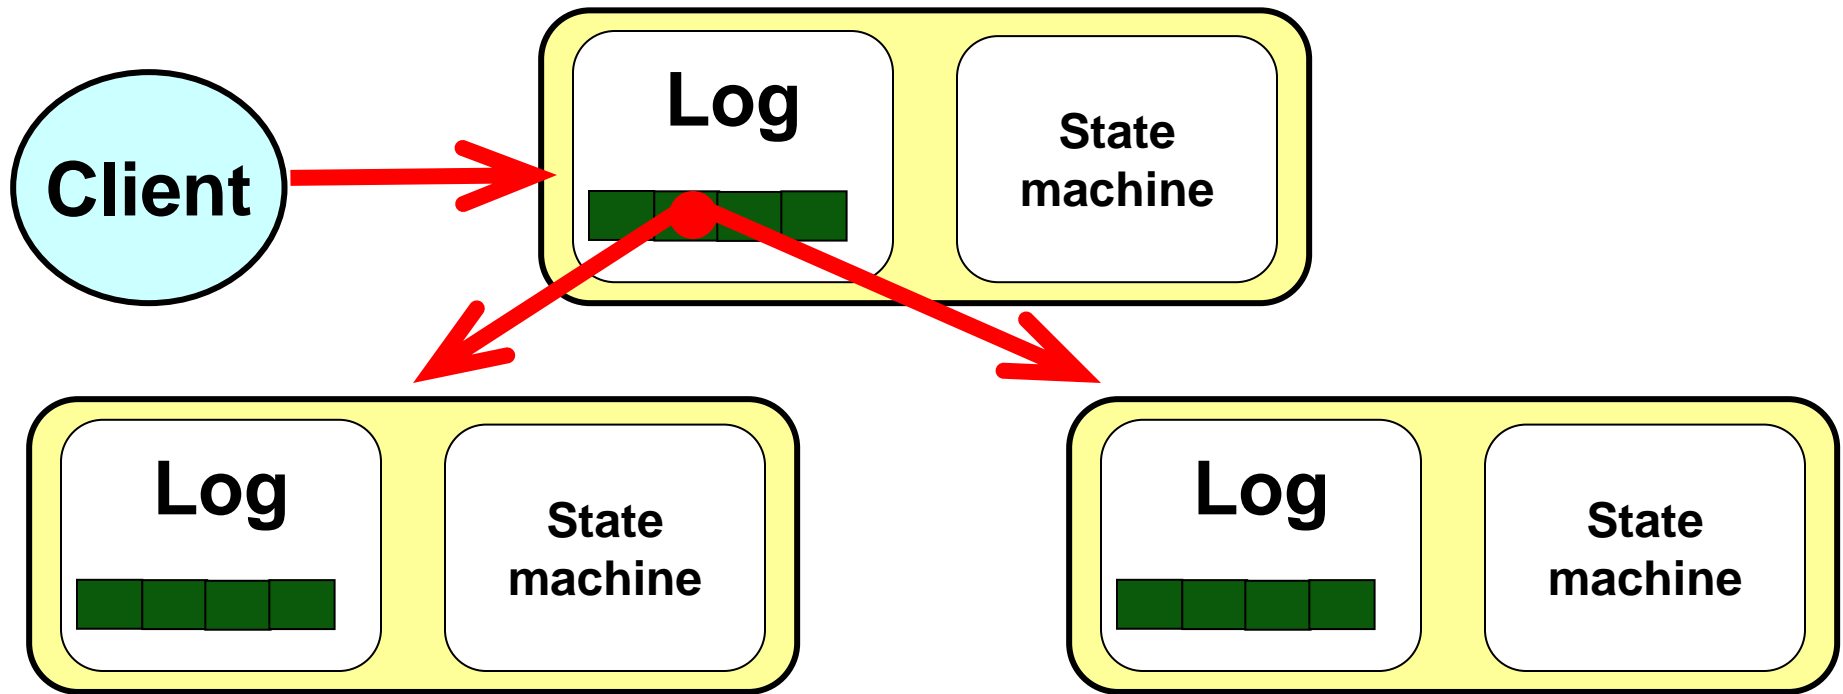 Client
Log
State
machine
Log
State
machine
Log
State
machine